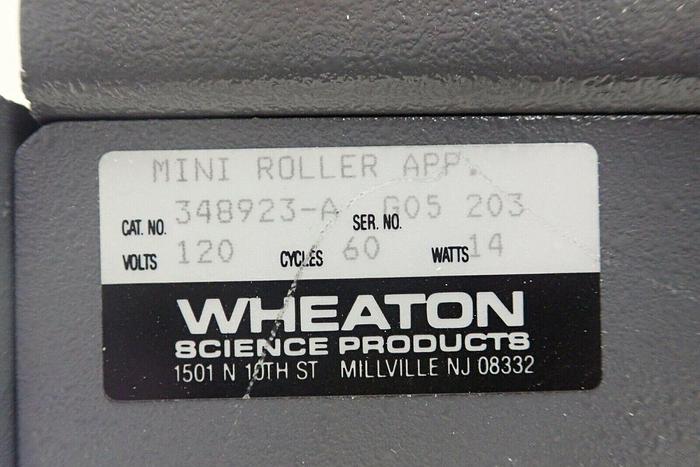 MINI ROLLER APP.
CAT. NO. 348923-A SER. NO. G05 203
VOLTS 120 CYCLES 60 WATTS 14
WHEATON
SCIENCE PRODUCTS
1501 N 10TH ST MILLVILLE NJ 08332